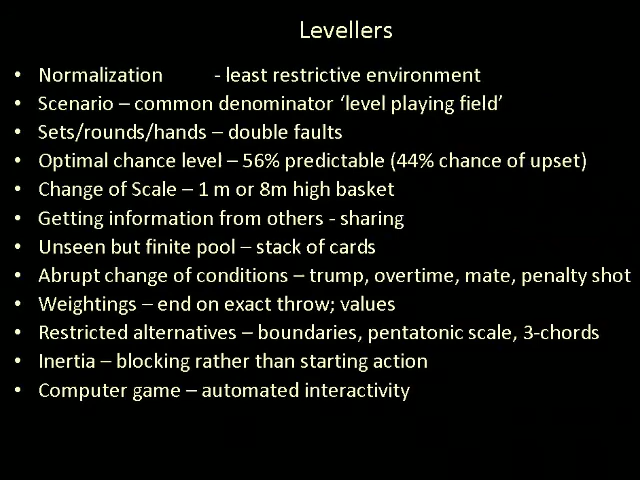 Levellers
• Normalization - least restrictive environment
• Scenario – common denominator ‘level playing field’
• Sets/rounds/hands – double faults
• Optimal chance level – 56% predictable (44% chance of upset)
• Change of Scale – 1 m or 8m high basket
• Getting information from others - sharing
• Unseen but finite pool – stack of cards
• Abrupt change of conditions – trump, overtime, mate, penalty shot
• Weightings – end on exact throw; values
• Restricted alternatives – boundaries, pentatonic scale, 3-chords
• Inertia – blocking rather than starting action
• Computer game – automated interactivity